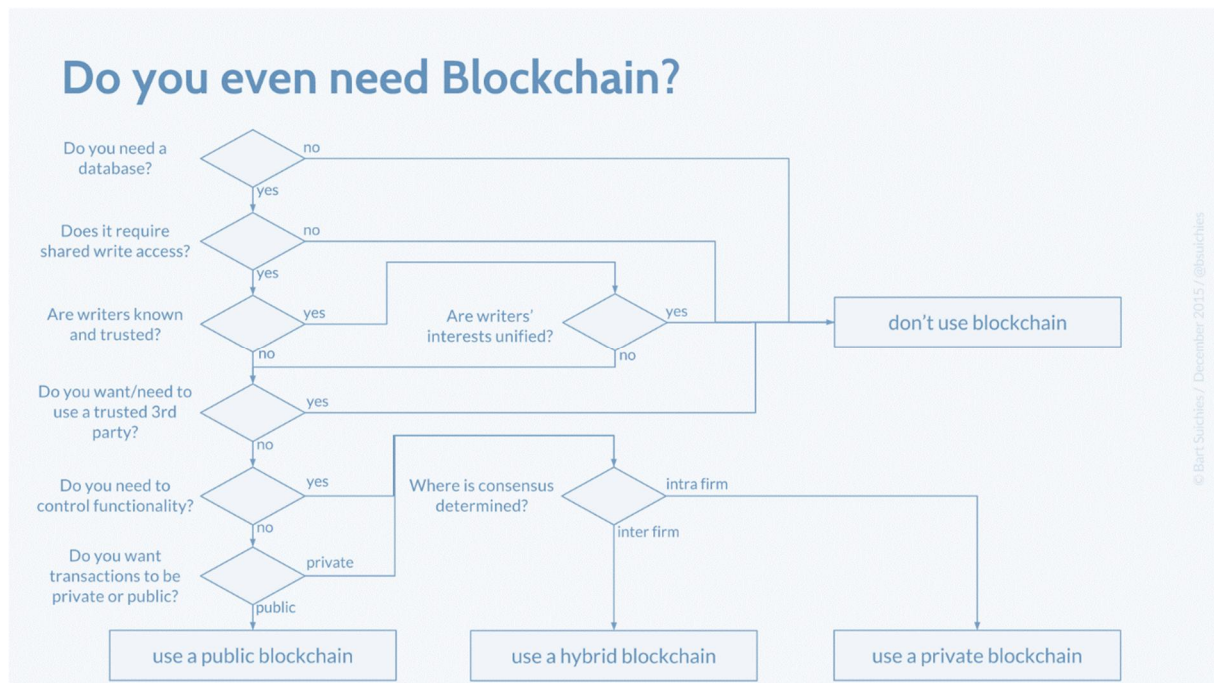 Do you even need Blockchain?
Do you need a
database?
no
yes
Does it require
shared write access?
no
yes
Are writers known
and trusted?
yes
no
Are writers’
interests unified?
yes
no
don’t use blockchain
Do you want/need to
use a trusted 3rd
party?
yes
no
Do you need to
control functionality?
yes
no
Where is consensus
determined?
intra firm
inter firm
Do you want
transactions to be
private or public?
private
public
use a public blockchain
use a hybrid blockchain
use a private blockchain
© Bart Suichies / December 2015 / @bsuichies